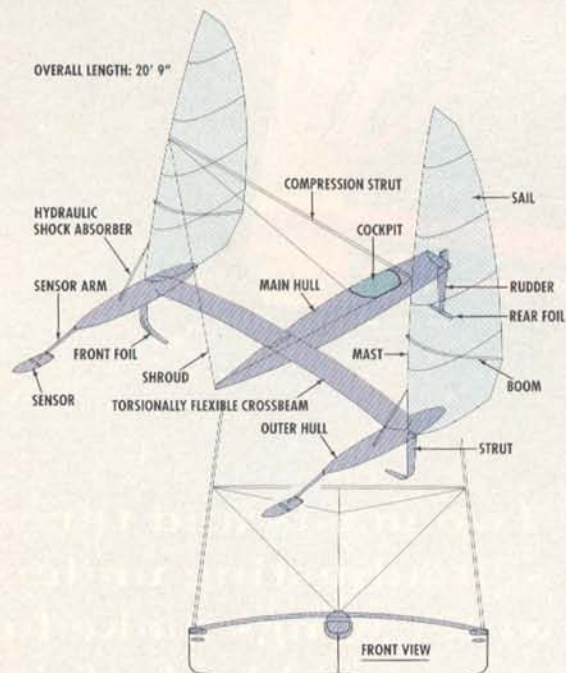 OVERALL LENGTH: 20' 9"
COMPRESSION STRUT
SAIL
HYDRAULIC
SHOCK ABSORBER
COCKPIT
SENSOR ARM
MAIN HULL
RUDDER
REAR FOIL
FRONT FOIL
MAST
SHROUD
BOOM
SENSOR
TORSIONALLY FLEXIBLE CROSSBEAM
OUTER HULL
STRUT
FRONT VIEW